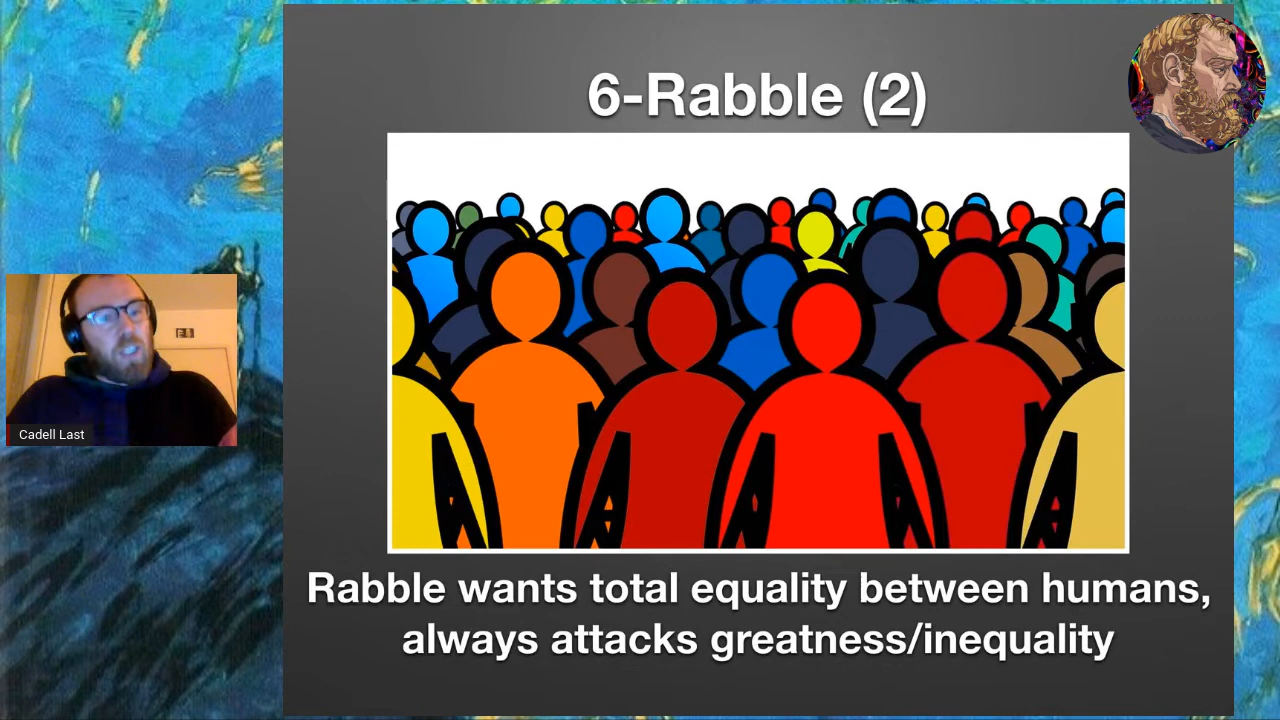 6-Rabble (2)
Cadell Last
Rabble wants total equality between humans,
always attacks greatness/inequality